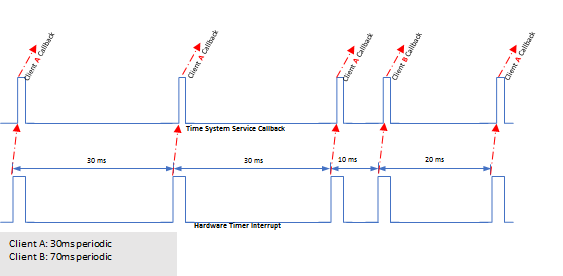 Client A Callback
Client A Callback
Client A Callback
Client B Callback
Client A Callback
Time System Service Callback
30 ms
30 ms
10 ms
20 ms
Hardware Timer Interrupt
Client A: 30ms periodic
Client B: 70ms periodic